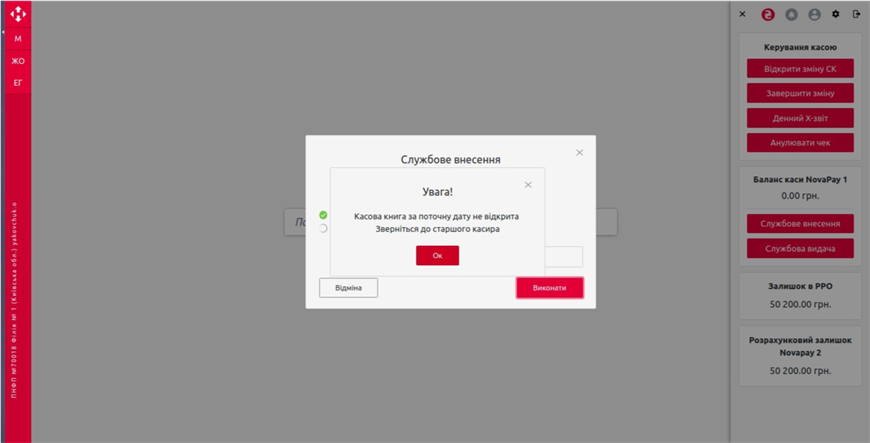 М
ЖО
ЕГ
ПНФП №70018 Філія № 1 (Київська обл.) yakovchuk.o
Службове внесення
Увага!
Касова книга за поточну дату не відкрита
Зверніться до старшого касира
Ок
По
Відміна
Виконати
Керування касою
Відкрити зміну СК
Завершити зміну
Денний X-звіт
Анулювати чек
Баланс каси NovaPay 1
0.00 грн.
Службове внесення
Службова видача
Залишок в РРО
50 200.00 грн.
Розрахунковий залишок
Novapay 2
50 200.00 грн.